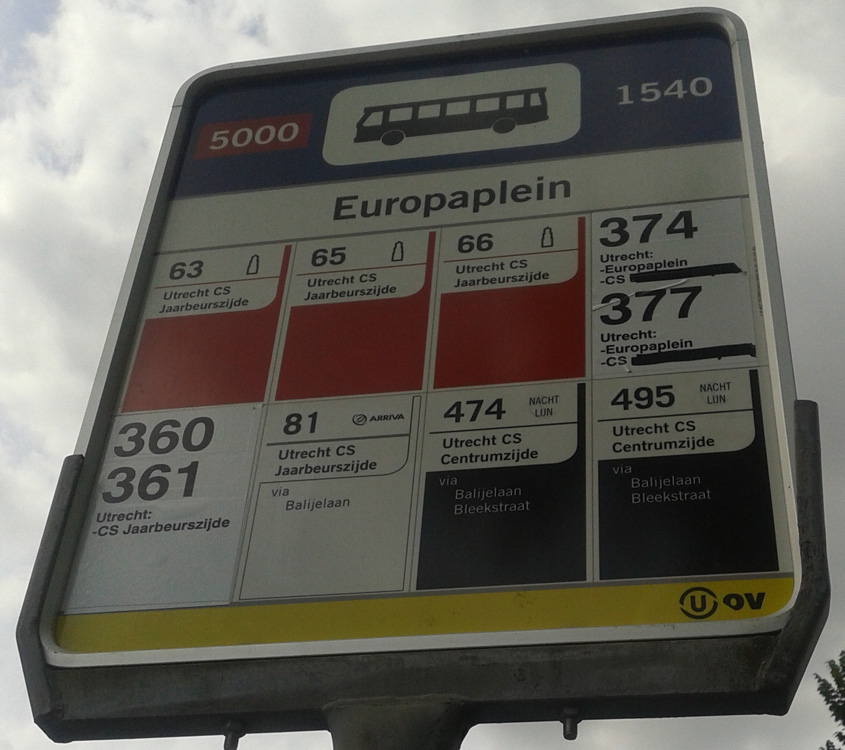 5000
1540
Europaplein
63
Utrecht CS
Jaarbeurszijde
65
Utrecht CS
Jaarbeurszijde
66
Utrecht CS
Jaarbeurszijde
374
Utrecht:
-Europaplein
-CS
377
Utrecht:
-Europaplein
-CS
360
361
Utrecht:
-CS Jaarbeurszijde
81 ARRIVA
Utrecht CS
Jaarbeurszijde
via
Balijelaan
474 NACHT
LIJN
Utrecht CS
Centrumzijde
via
Balijelaan
Bleekstraat
495 NACHT
LIJN
Utrecht CS
Centrumzijde
via
Balijelaan
Bleekstraat
U OV